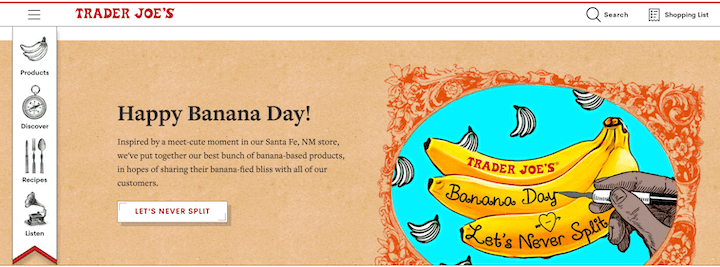 TRADER JOE'S
Search
Shopping List
Products
Discover
Recipes
Listen
Happy Banana Day!
Inspired by a meet-cute moment in our Santa Fe, NM store,
we've put together our best bunch of banana-based products,
in hopes of sharing their banana-fied bliss with all of our
customers.
LET'S NEVER SPLIT
TRADER JOE'S®
Banana Day
Let's Never Split